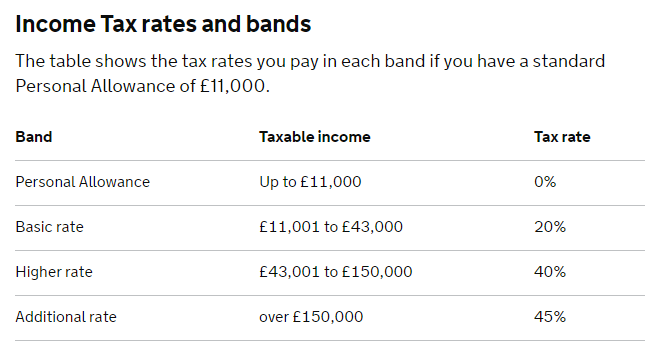 Income Tax rates and bands
The table shows the tax rates you pay in each band if you have a standard
Personal Allowance of £11,000.
Band Taxable income Tax rate
Personal Allowance Up to £11,000 0%
Basic rate £11,001 to £43,000 20%
Higher rate £43,001 to £150,000 40%
Additional rate over £150,000 45%